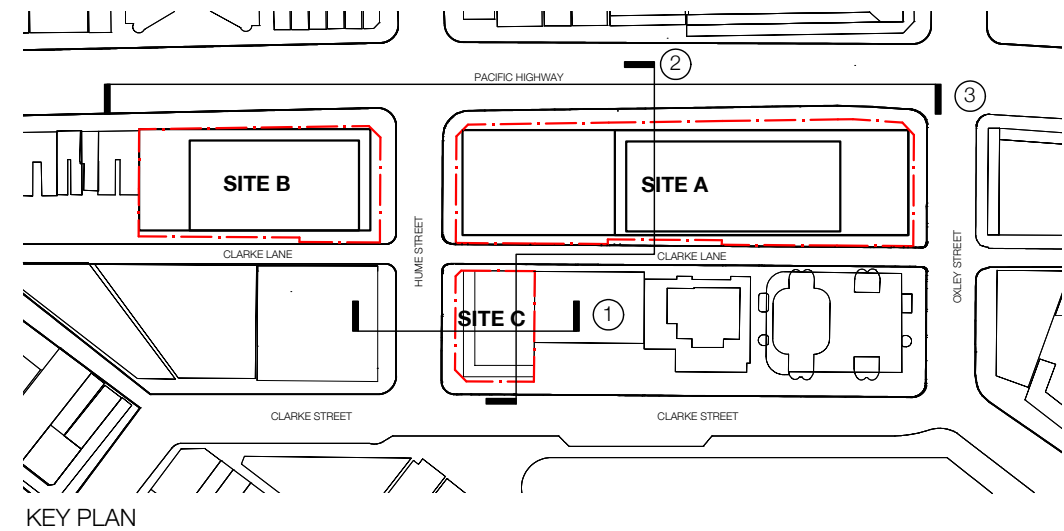 2
PACIFIC HIGHWAY
3
SITE B
SITE A
HUME STREET
CLARKE LANE
CLARKE LANE
OXLEY STREET
SITE C
1
CLARKE STREET
CLARKE STREET
KEY PLAN